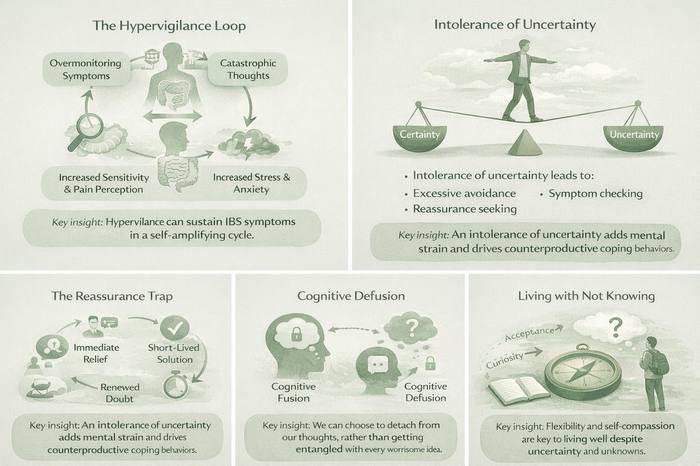 The Hypervigilance Loop
Overmonitoring
Symptoms
Catastrophic
Thoughts
Increased Sensitivity
& Pain Perception
Increased Stress &
Anxiety
Key insight: Hypervilance can sustain IBS symptoms
in a self-amplifying cycle.
Intolerance of Uncertainty
Certainty
Uncertainty
• Intolerance of uncertainty leads to:
• Excessive avoidance • Symptom checking
• Reassurance seeking
Key insight: An intolerance of uncertainty adds mental
strain and drives counterproductive coping behaviors.
The Reassurance Trap
Immediate
Relief
Short-Lived
Solution
Renewed
Doubt
Key insight: An intolerance of uncertainty
adds mental strain and drives
counterproductive coping behaviors.
Cognitive Defusion
?
Cognitive
Fusion
Cognitive
Defusion
Key insight: We can choose to detach from
our thoughts, rather than getting
entangled with every worrisome idea.
Living with Not Knowing
Acceptance
Curiosity
?
Key insight: Flexibility and self-compassion
are key to living well despite
uncertainty and unknowns.